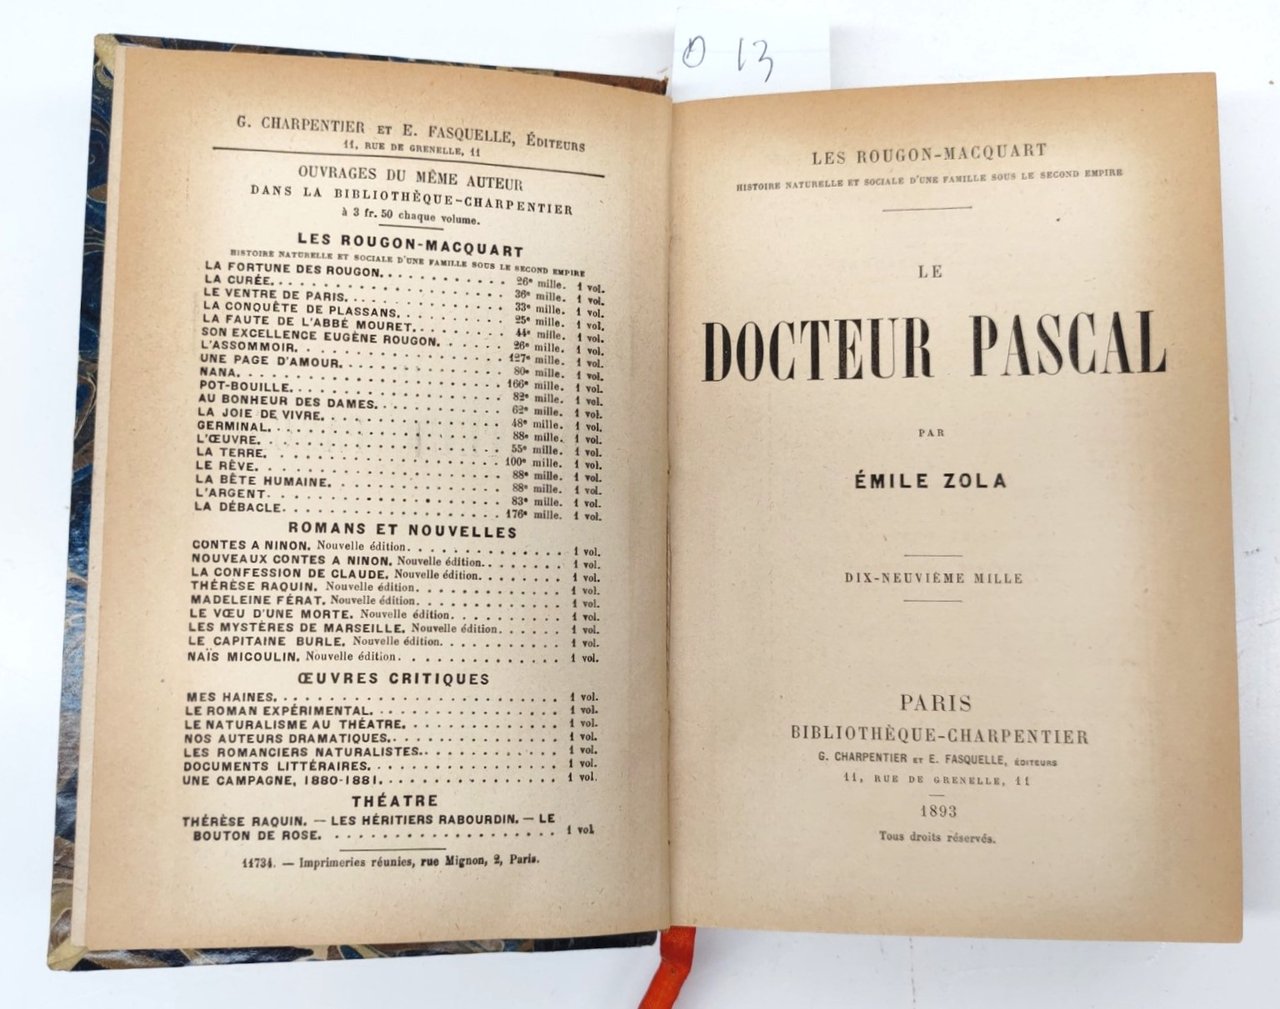 D 13
G. CHARPENTIER ET E. FASQUELLE, ÉDITEURS
11, RUE DE GRENELLE, 11
OUVRAGES DU MÊME AUTEUR
DANS LA BIBLIOTHÈQUE-CHARPENTIER
à 3 fr. 50 chaque volume.
LES ROUGON-MACQUART
HISTOIRE NATURELLE ET SOCIALE D'UNE FAMILLE SOUS LE SECOND EMPIRE
LA FORTUNE DES ROUGON. . . . . . . . . . 26e mille. 1 vol.
LA CURÉE. . . . . . . . . . 36e mille. 1 vol.
LE VENTRE DE PARIS. . . . . . . . . . 33e mille. 1 vol.
LA CONQUÊTE DE PLASSANS. . . . . . . . . . 25e mille. 1 vol.
LA FAUTE DE L'ABBÉ MOURET. . . . . . . . . . 44e mille. 1 vol.
SON EXCELLENCE EUGÈNE ROUGON. . . . . . 26e mille. 1 vol.
L'ASSOMMOIR. . . . . . . . . . 127e mille. 1 vol.
UNE PAGE D'AMOUR. . . . . . . . . . 80e mille. 1 vol.
NANA. . . . . . . . . . 166e mille. 1 vol.
POT-BOUILLE. . . . . . . . . . 82e mille. 1 vol.
AU BONHEUR DES DAMES. . . . . . . . . . 62e mille. 1 vol.
LA JOIE DE VIVRE. . . . . . . . . . 48e mille. 1 vol.
GERMINAL. . . . . . . . . . 88e mille. 1 vol.
L'ŒUVRE. . . . . . . . . . 55e mille. 1 vol.
LA TERRE. . . . . . . . . . 100e mille. 1 vol.
LE RÊVE. . . . . . . . . . 88e mille. 1 vol.
LA BÊTE HUMAINE. . . . . . . . . . 88e mille. 1 vol.
L'ARGENT. . . . . . . . . . 83e mille. 1 vol.
LA DÉBACLE. . . . . . . . . . 176e mille. 1 vol.
ROMANS ET NOUVELLES
CONTES A NINON. Nouvelle édition. . . . . . . . . . 1 vol.
NOUVEAUX CONTES A NINON. Nouvelle édition. . . . . . . 1 vol.
LA CONFESSION DE CLAUDE. Nouvelle édition. . . . . . . 1 vol.
THÉRÈSE RAQUIN. Nouvelle édition. . . . . . . . . . 1 vol.
MADELEINE FÉRAT. Nouvelle édition. . . . . . . . . . 1 vol.
LE VŒU D'UNE MORTE. Nouvelle édition. . . . . . . . . 1 vol.
LES MYSTÈRES DE MARSEILLE. Nouvelle édition. . . . . . 1 vol.
LE CAPITAINE BURLE. Nouvelle édition. . . . . . . . . . 1 vol.
NAÏS MICOULIN. Nouvelle édition. . . . . . . . . . 1 vol.
ŒUVRES CRITIQUES
MES HAINES. . . . . . . . . . 1 vol.
LE ROMAN EXPÉRIMENTAL. . . . . . . . . . 1 vol.
LE NATURALISME AU THÉATRE. . . . . . . . . . 1 vol.
NOS AUTEURS DRAMATIQUES. . . . . . . . . . 1 vol.
LES ROMANCIERS NATURALISTES. . . . . . . . . . 1 vol.
DOCUMENTS LITTÉRAIRES. . . . . . . . . . 1 vol.
UNE CAMPAGNE, 1880-1881. . . . . . . . . . 1 vol.
THÉATRE
THÉRÈSE RAQUIN. — LES HÉRITIERS RABOURDIN. — LE
BOUTON DE ROSE. . . . . . . . . . 1 vol
11734. — Imprimeries réunies, rue Mignon, 2, Paris.
LES ROUGON-MACQUART
HISTOIRE NATURELLE ET SOCIALE D'UNE FAMILLE SOUS LE SECOND EMPIRE
LE
DOCTEUR PASCAL
PAR
ÉMILE ZOLA
DIX-NEUVIÈME MILLE
PARIS
BIBLIOTHÈQUE-CHARPENTIER
G. CHARPENTIER ET E. FASQUELLE, ÉDITEURS
11, RUE DE GRENELLE, 11
1893
Tous droits réservés.